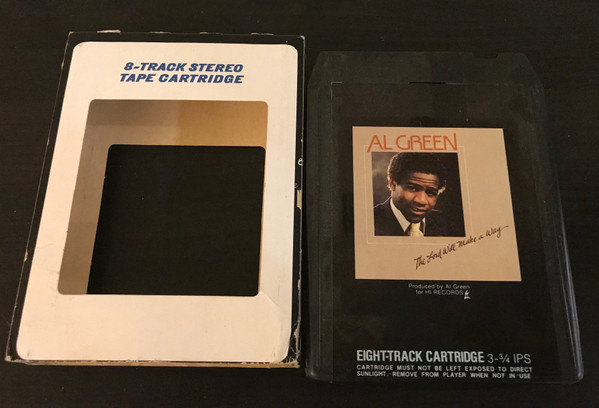 8-TRACK STEREO
TAPE CARTRIDGE
AL GREEN
The Lord Will Make a Way
Produced by Al Green
for HI RECORDS
EIGHT-TRACK CARTRIDGE 3-¾ IPS
CARTRIDGE MUST NOT BE LEFT EXPOSED TO DIRECT
SUNLIGHT. REMOVE FROM PLAYER WHEN NOT IN USE